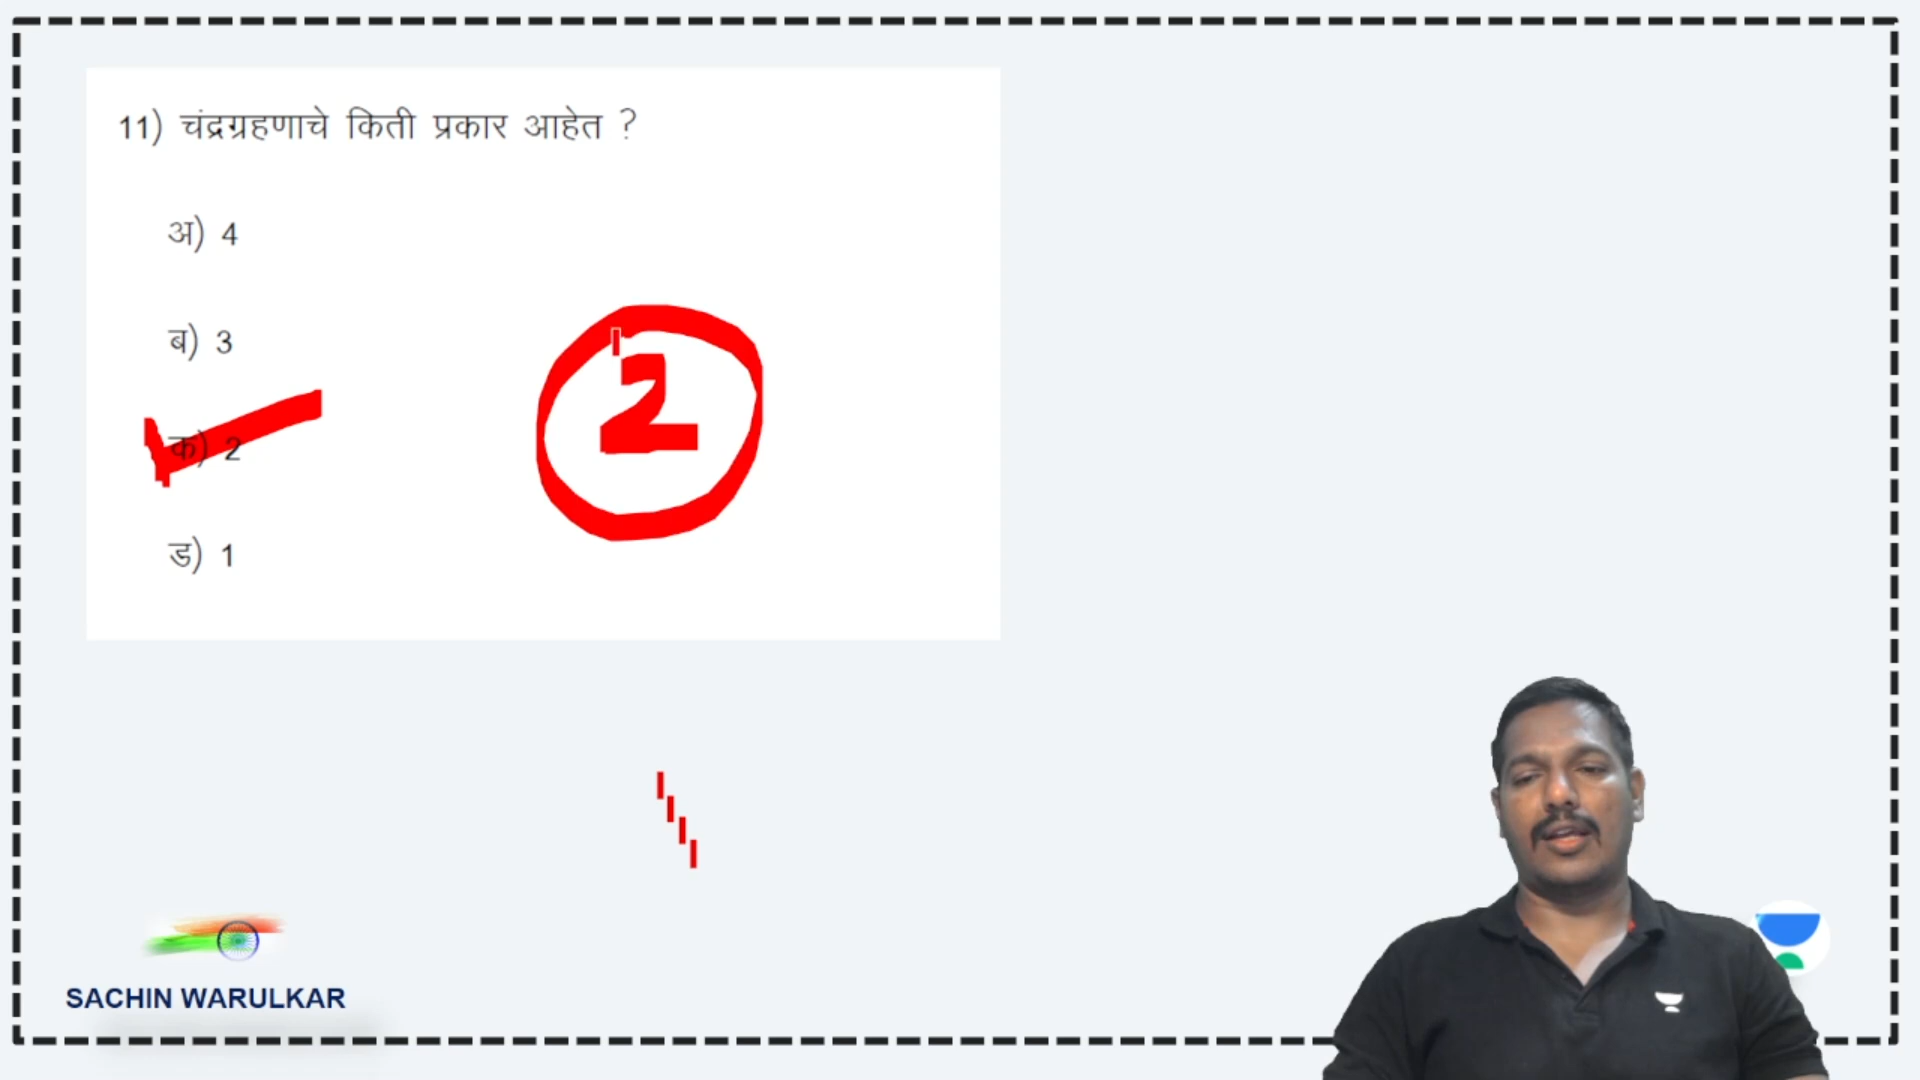 11) चंद्रग्रहणाचे किती प्रकार आहेत ?
अ) 4
ब) 3
क) 2
2
ड) 1
SACHIN WARULKAR